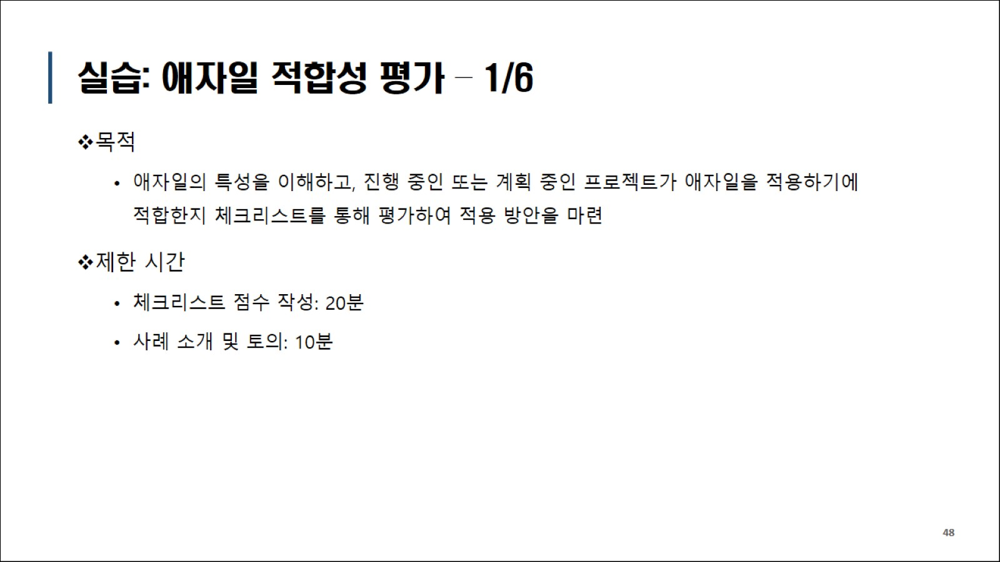 실습: 애자일 적합성 평가 – 1/6
❖목적
• 애자일의 특성을 이해하고, 진행 중인 또는 계획 중인 프로젝트가 애자일을 적용하기에
적합한지 체크리스트를 통해 평가하여 적용 방안을 마련
❖제한 시간
• 체크리스트 점수 작성: 20분
• 사례 소개 및 토의: 10분
48